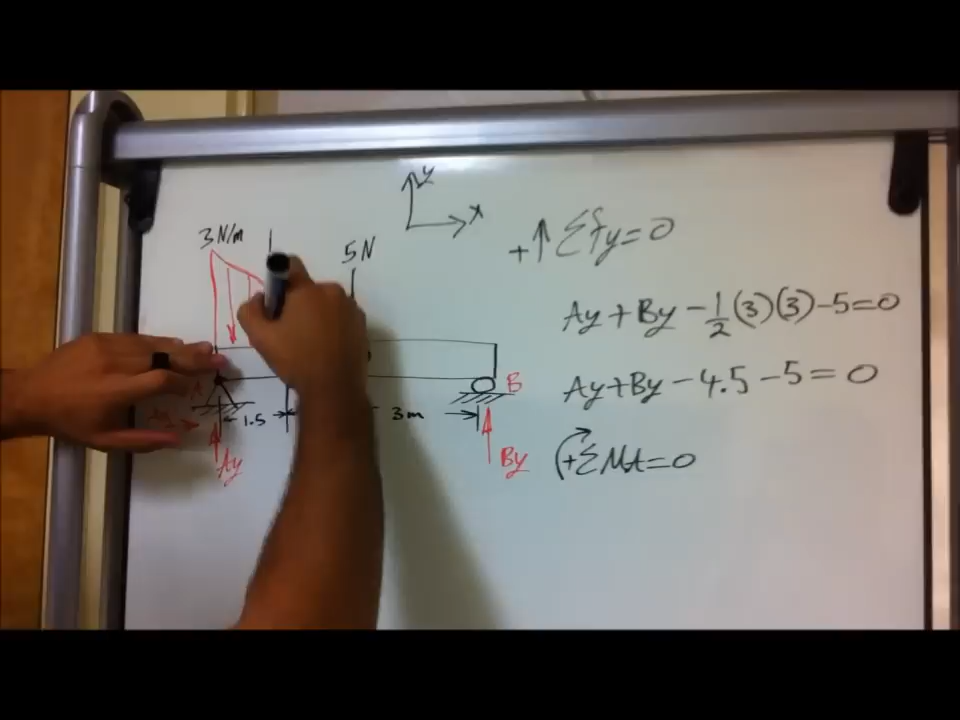 y
x
3 N/m
5 N
+↑ Σfy=0
Ay + By - 1/2 (3)(3) - 5 = 0
Ay + By - 4.5 - 5 = 0
A
B
1.5
3m
Ay
By
(+ ΣMA=0